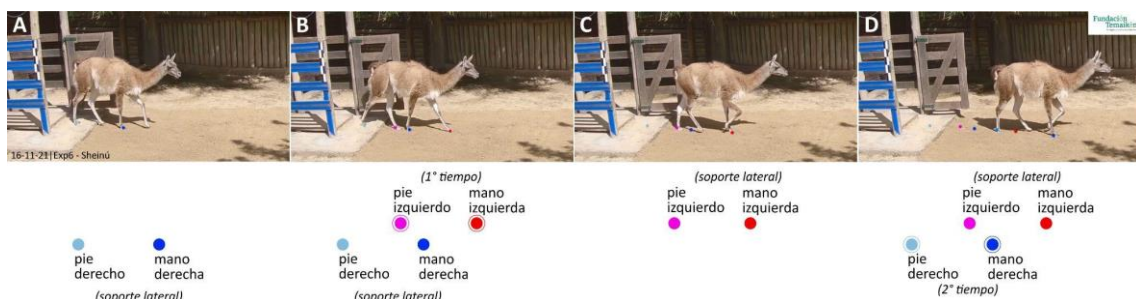 A
B
C
D
Fundación
Temaikèn
16-11-21|Exp6 - Sheinú
(1° tiempo)
(soporte lateral)
(soporte lateral)
pie
izquierdo
mano
izquierda
pie
izquierdo
mano
izquierda
pie
izquierdo
mano
izquierda
pie
derecho
mano
derecha
pie
derecho
mano
derecha
pie
derecho
mano
derecha
(soporte lateral)
(soporte lateral)
(2° tiempo)